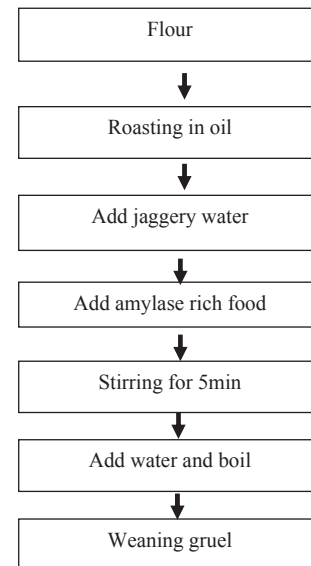 Flour
Roasting in oil
Add jaggery water
Add amylase rich food
Stirring for 5min
Add water and boil
Weaning gruel